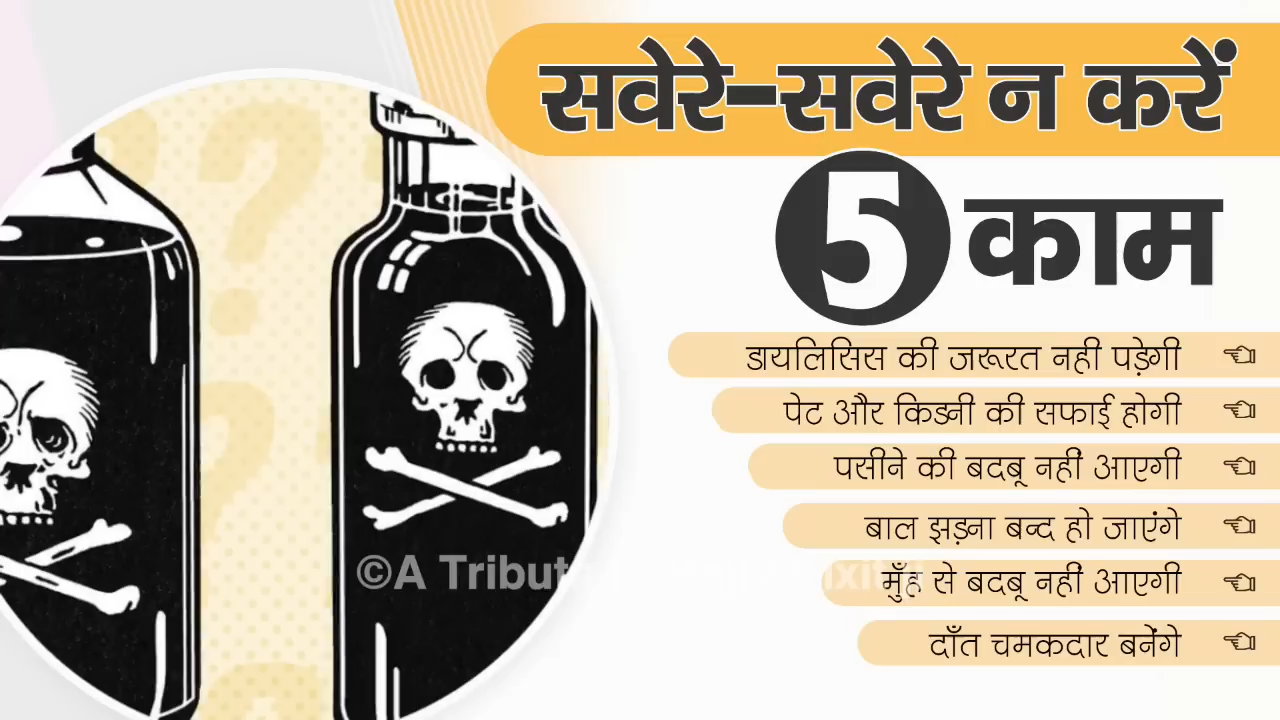 सवेरे-सवेरे न करें
5 काम
डायलिसिस की जरूरत नही पड़ेगी
पेट और किडनी की सफाई होगी
पसीने की बदबू नहीं आएगी
बाल झड़ना बन्द हो जाएंगे
मुँह से बदबू नहीं आएगी
दाँत चमकदार बनेंगे
©A Tribut